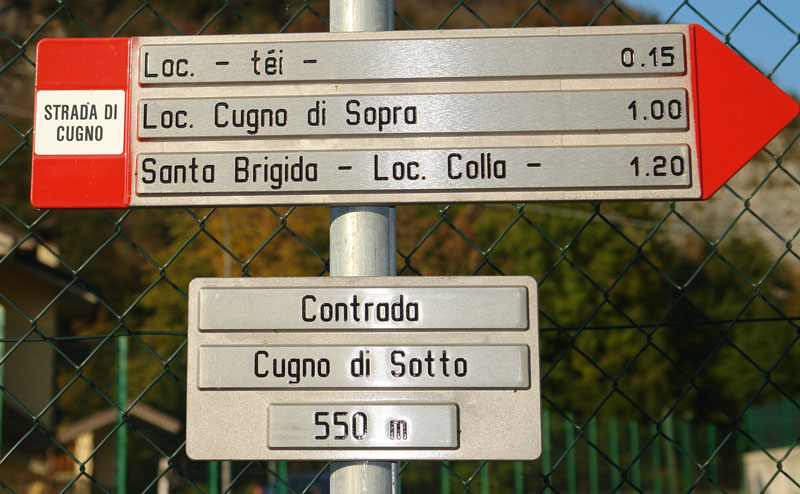 STRADA DI
CUGNO
Loc. - téi - 0.15
Loc. Cugno di Sopra 1.00
Santa Brigida - Loc. Colla - 1.20
Contrada
Cugno di Sotto
550 m